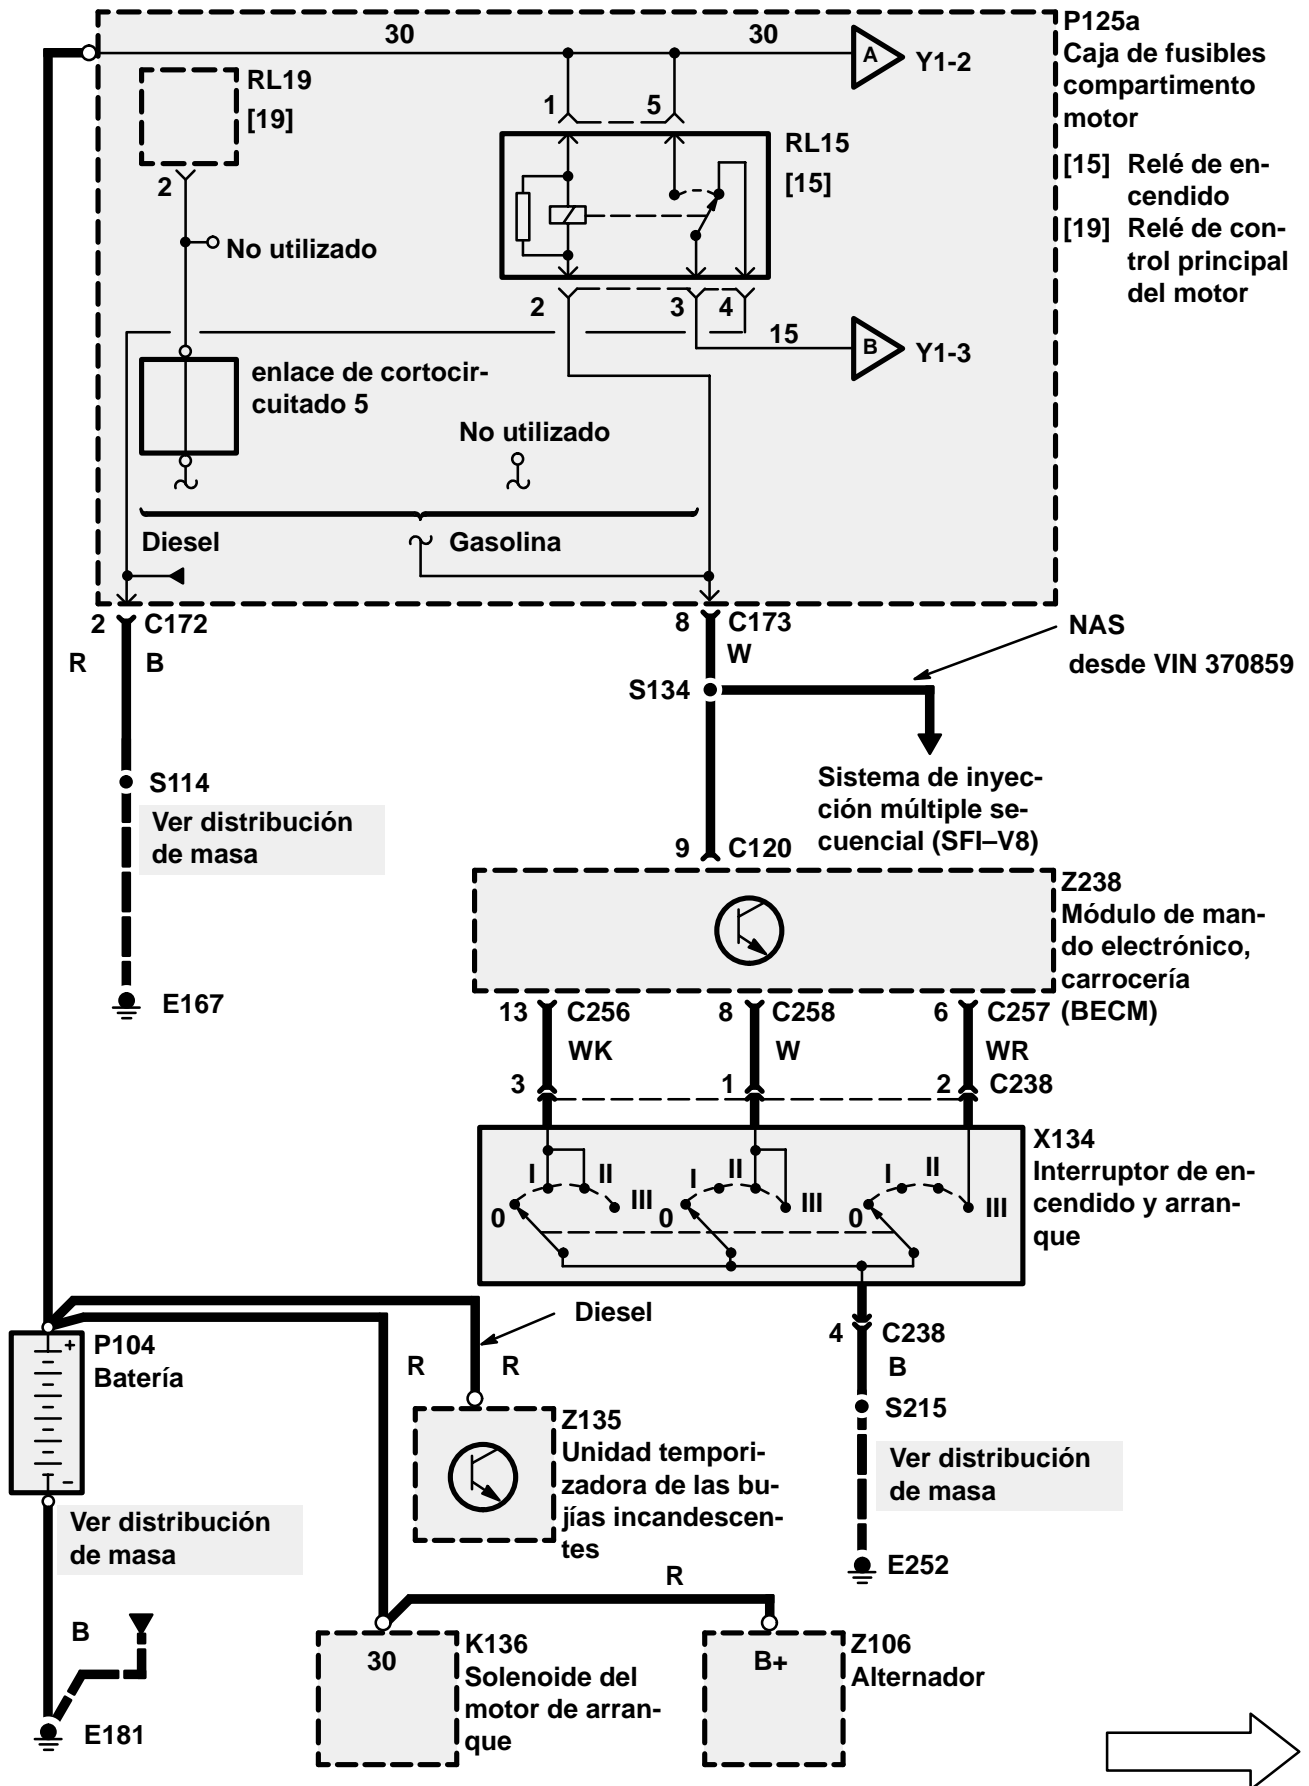 30
30
A
Y1-2
P125a
Caja de fusibles
compartimento
motor
[15] Relé de en-
cendido
[19] Relé de con-
trol principal
del motor
RL19
[19]
2
No utilizado
1
5
RL15
[15]
2
3
4
15
B
Y1-3
enlace de cortocir-
cuitado 5
No utilizado
Diesel
Gasolina
2
C172
R
B
8
C173
W
NAS
desde VIN 370859
S134
S114
Ver distribución
de masa
Sistema de inyec-
ción múltiple se-
cuencial (SFI–V8)
9
C120
E167
Z238
Módulo de man-
do electrónico,
carrocería
(BECM)
13
C256
8
C258
6
C257
WK
W
WR
3
1
2
C238
X134
Interruptor de en-
cendido y arran-
que
0
I
II
III
0
I
II
III
0
I
II
III
Diesel
4
C238
B
S215
Ver distribución
de masa
E252
+
–
P104
Batería
R
R
Z135
Unidad tempori-
zadora de las bu-
jías incandescen-
tes
Ver distribución
de masa
B
E181
R
30
K136
Solenoide del
motor de arran-
que
B+
Z106
Alternador